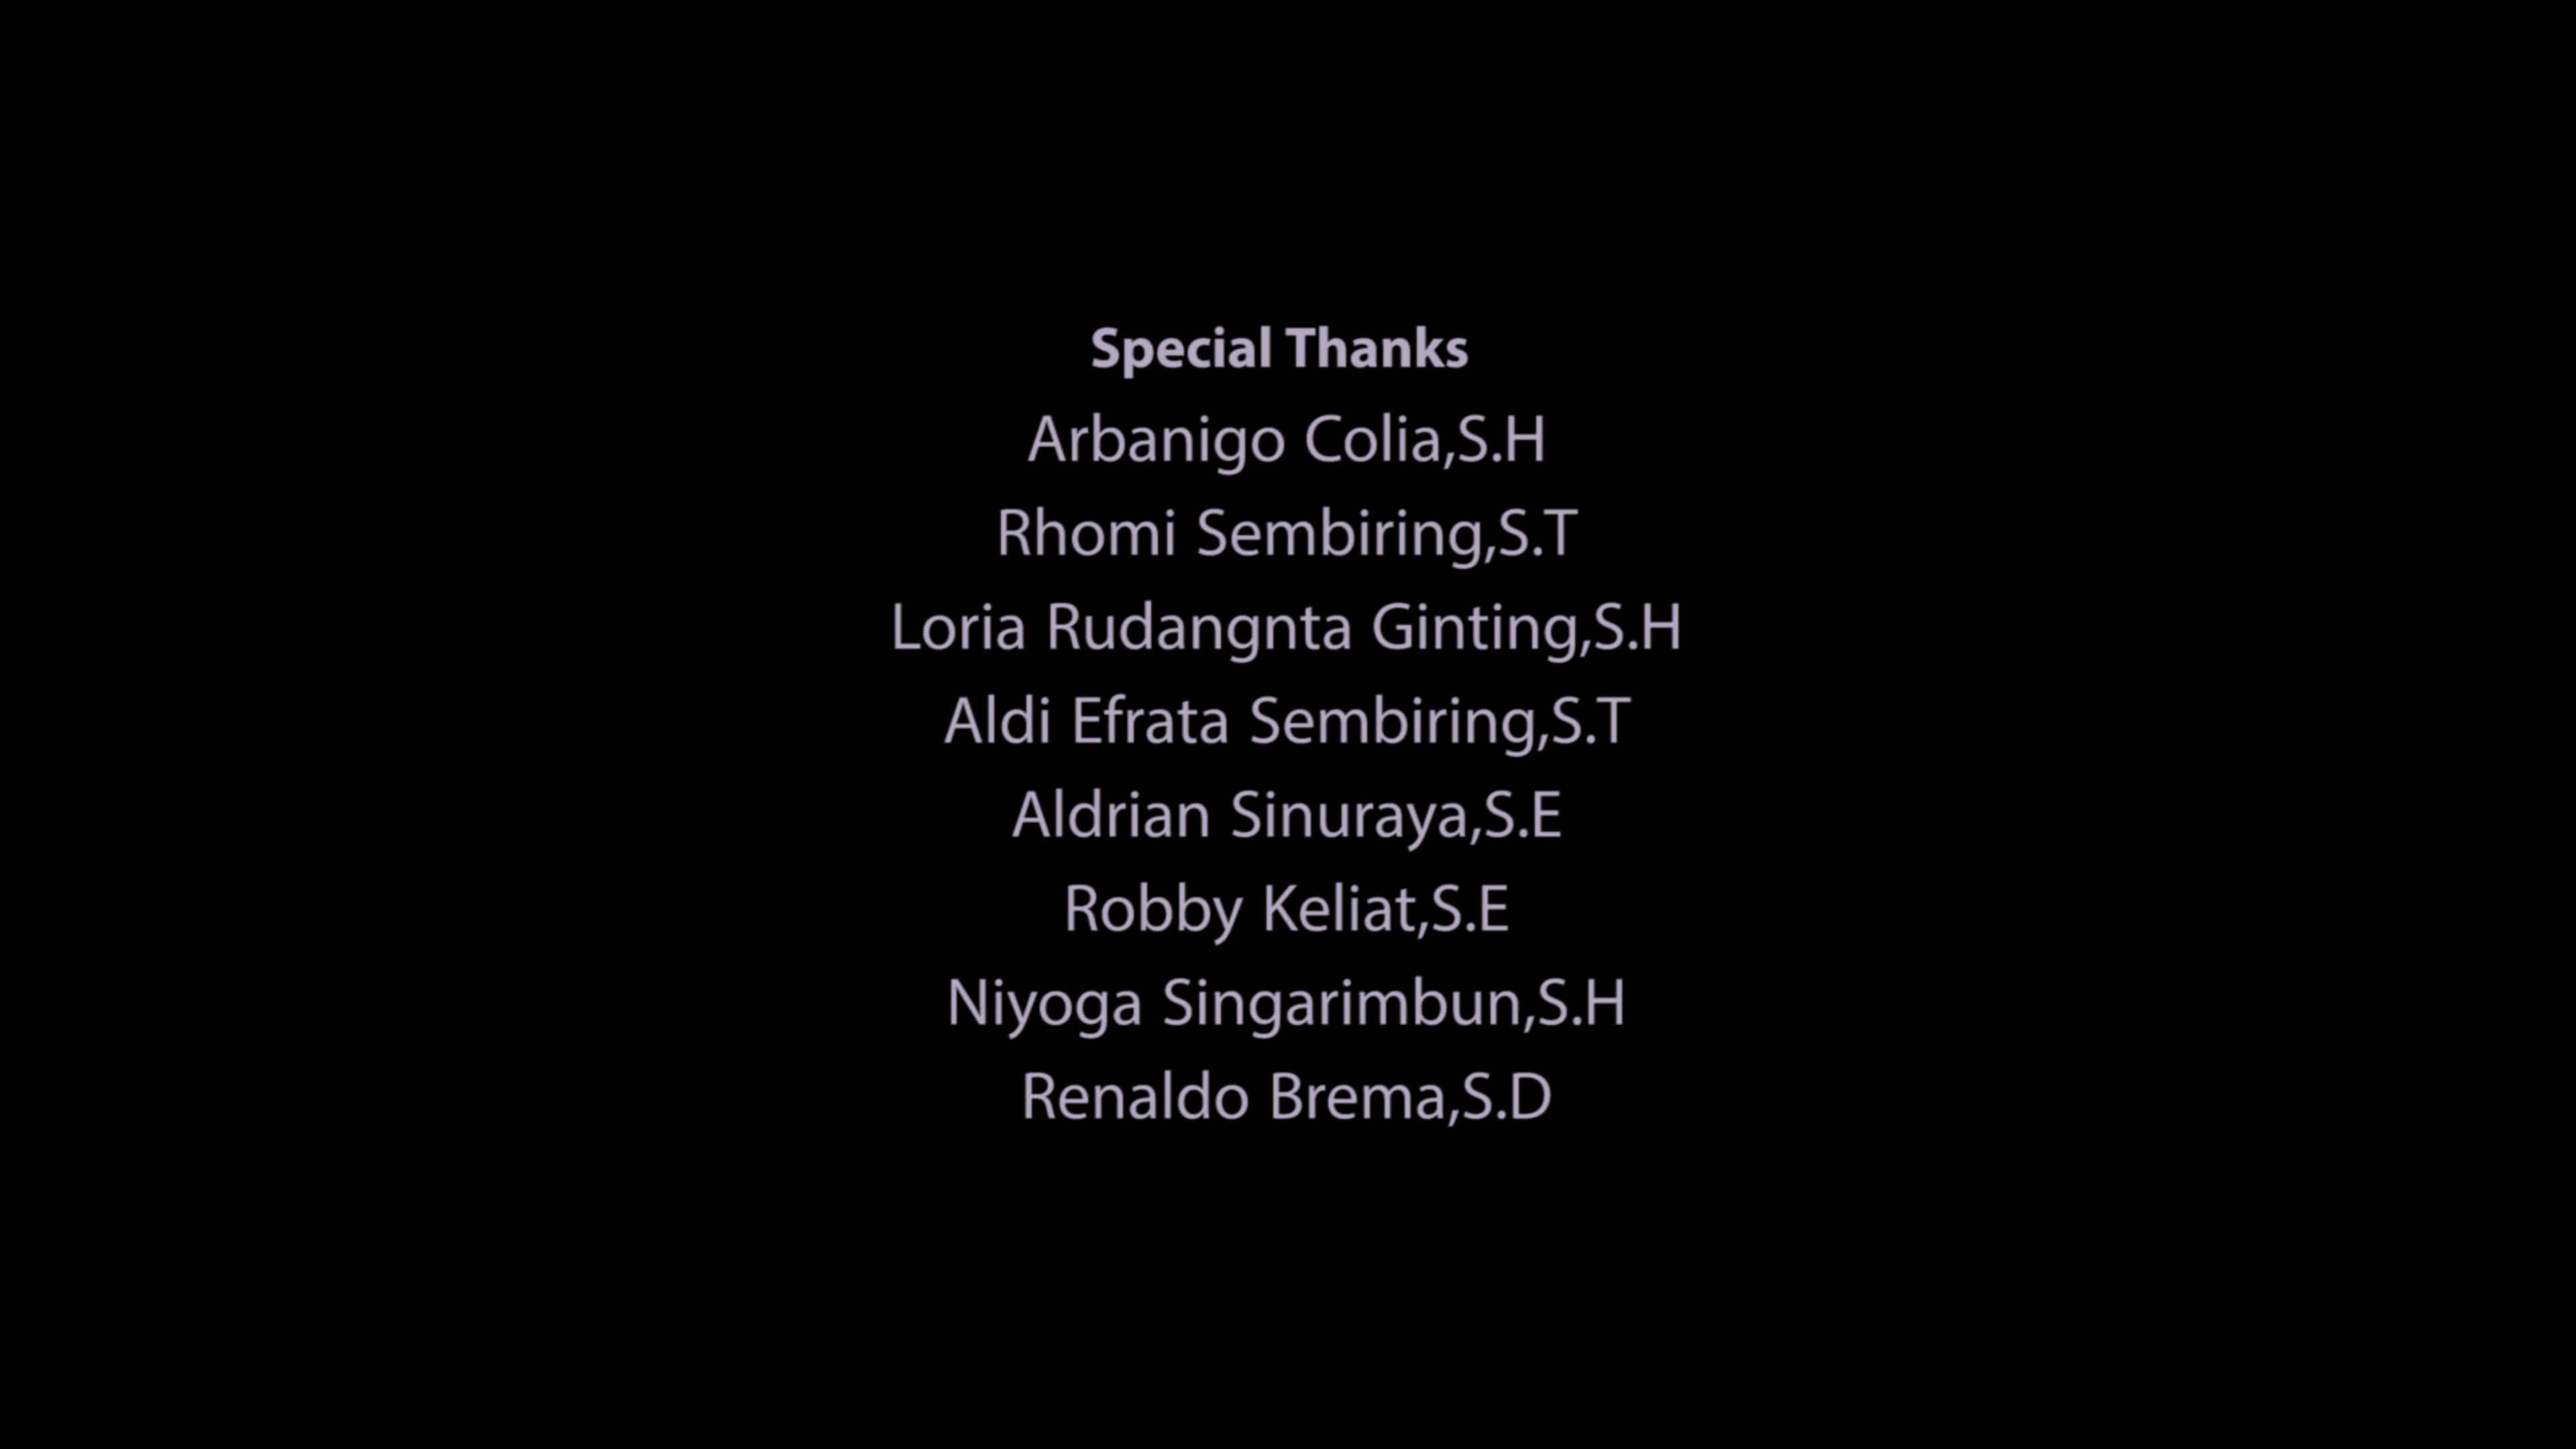 Special Thanks
Arbanigo Colia,S.H
Rhomi Sembiring,S.T
Loria Rudangnta Ginting,S.H
Aldi Efrata Sembiring,S.T
Aldrian Sinuraya,S.E
Robby Keliat,S.E
Niyoga Singarimbun,S.H
Renaldo Brema,S.D